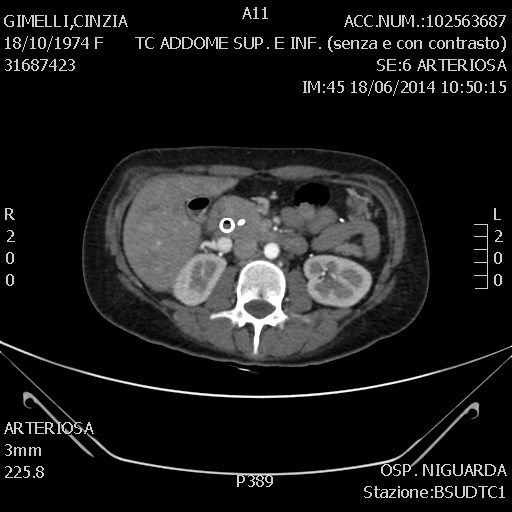 GIMELLI,CINZIA
A11
ACC.NUM.:102563687
18/10/1974 F
TC ADDOME SUP. E INF. (senza e con contrasto)
31687423
SE:6 ARTERIOSA
IM:45 18/06/2014 10:50:15
R
2
0
0
L
2
0
0
ARTERIOSA
3mm
225.8
P389
OSP. NIGUARDA
Stazione:BSUDTC1